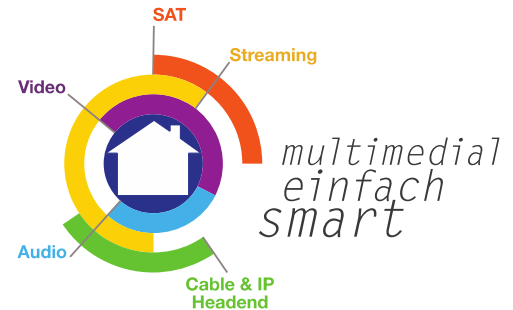 SAT
Streaming
Video
multimedial
einfach
smart
Audio
Cable & IP
Headend